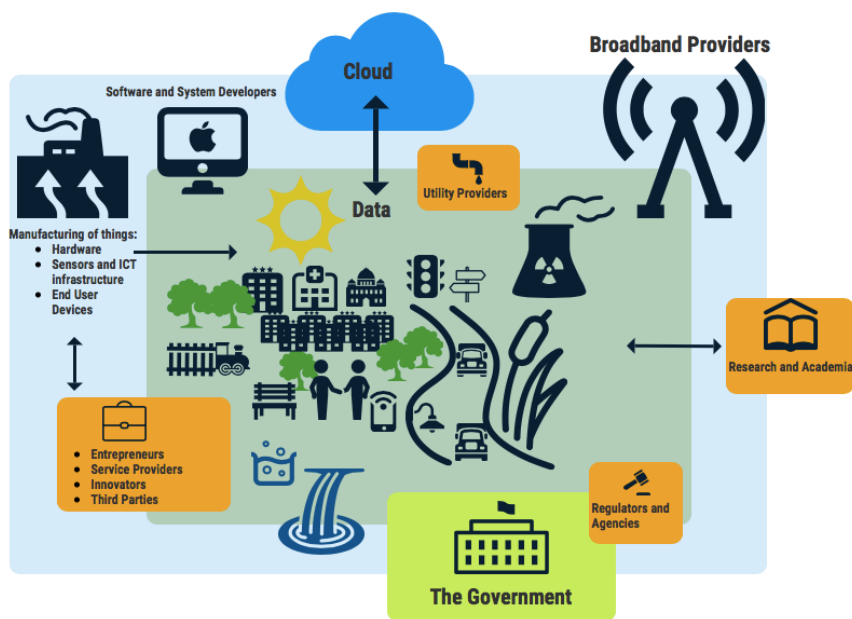 Broadband Providers
Cloud
Software and System Developers
Utility Providers
Data
Manufacturing of things:
• Hardware
• Sensors and ICT
infrastructure
• End User
Devices
Research and Academia
• Entrepreneurs
• Service Providers
• Innovators
• Third Parties
Regulators and
Agencies
The Government